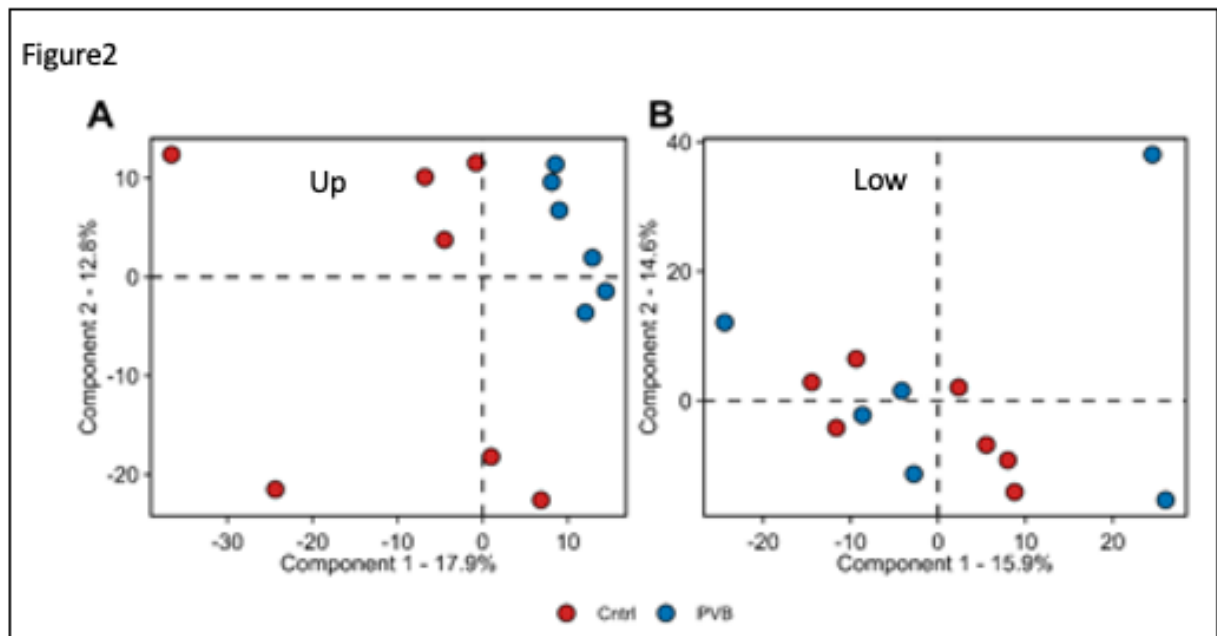 Figure2
A
B
Up
Low
10
0
-10
-20
Component 2 - 12.8%
-30
-20
-10
0
10
Component 1 - 17.9%
40
20
0
Component 2 - 14.6%
-20
-10
0
10
20
Component 1 - 15.9%
Cntrl
PVB